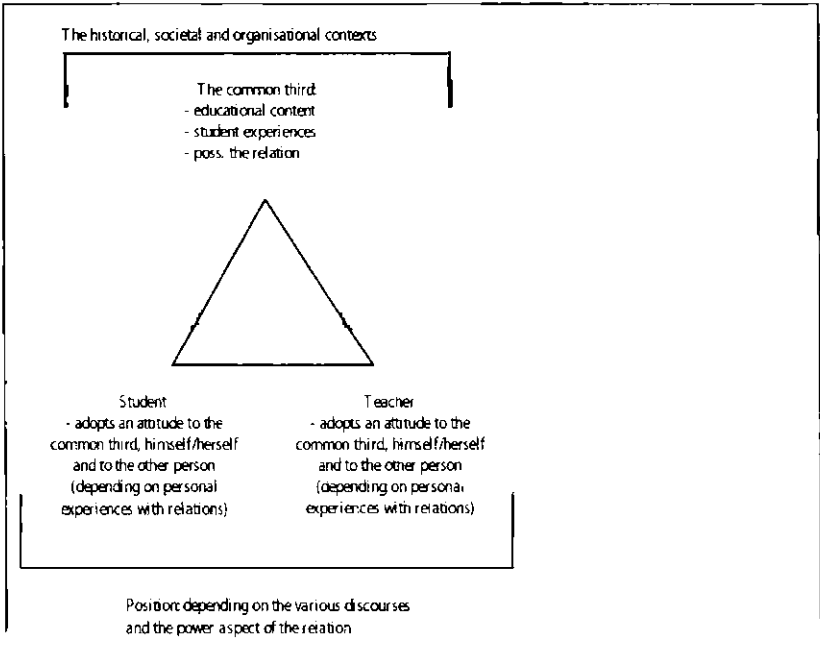 The historical, societal and organisational contexts
The common third:
- educational content
- student experiences
- poss. the relation
Student
- adopts an attitude to the
common third, himself/herself
and to the other person
(depending on personal
experiences with relations)
Teacher
- adopts an attitude to the
common third, himself/herself
and to the other person
(depending on personal
experiences with relations)
Position: depending on the various discourses
and the power aspect of the relation